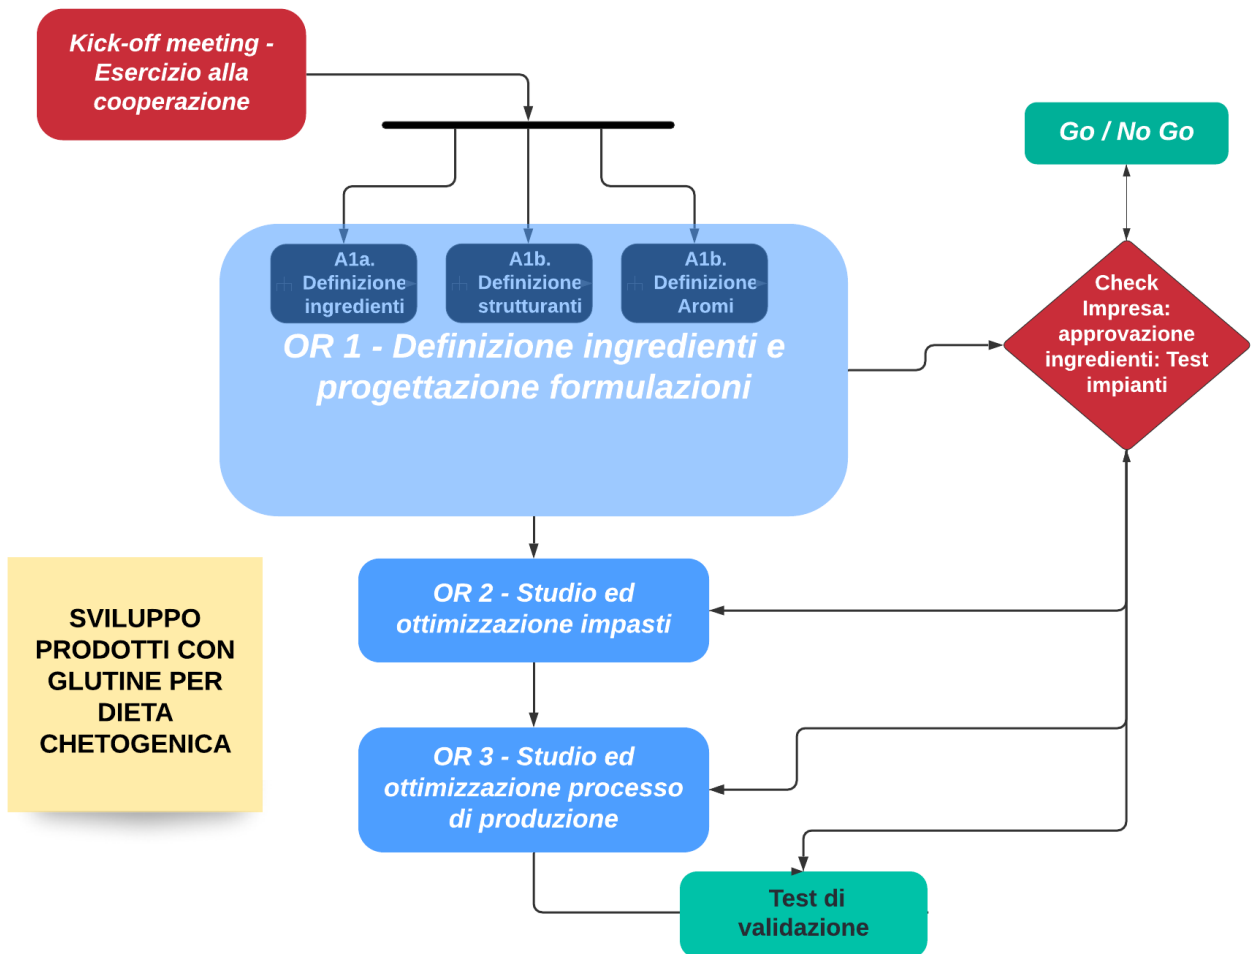 Kick-off meeting -
Esercizio alla
cooperazione
Go / No Go
A1a.
Definizione
ingredienti
A1b.
Definizione
strutturanti
A1b.
Definizione
Aromi
OR 1 - Definizione ingredienti e
progettazione formulazioni
Check
Impresa:
approvazione
ingredienti: Test
impianti
OR 2 - Studio ed
ottimizzazione impasti
SVILUPPO
PRODOTTI CON
GLUTINE PER
DIETA
CHETOGENICA
OR 3 - Studio ed
ottimizzazione processo
di produzione
Test di
validazione